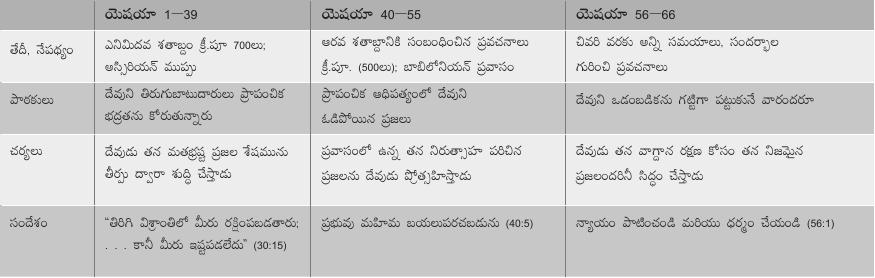 యెషయా 1—39 యెషయా 40—55 యెషయా 56—66
తేదీ, నేపథ్యం ఎనిమిదవ శతాబ్దం క్రీ.పూ 700లు; ఆరవ శతాబ్దానికి సంబంధించిన ప్రవచనాలు చివరి వరకు అన్ని సమయాలు, సందర్భాల
అస్సిరియన్ ముప్పు క్రీ.పూ. (500లు); బాబిలోనియన్ ప్రవాసం గురించి ప్రవచనాలు
పాఠకులు దేవుని తిరుగుబాటుదారులు ప్రాపంచిక ప్రాపంచిక ఆధిపత్యంలో దేవుని దేవుని ఒడంబడికను గట్టిగా పట్టుకునే వారందరూ
భద్రతను కోరుతున్నారు ఓడిపోయిన ప్రజలు
చర్యలు దేవుడు తన మతభ్రష్ట ప్రజల శేషమును ప్రవాసంలో ఉన్న తన నిరుత్సాహ పరిచిన దేవుడు తన వాగ్దాన రక్షణ కోసం తన నిజమైన
తీర్పు ద్వారా శుద్ధి చేస్తాడు ప్రజలను దేవుడు ప్రోత్సహిస్తాడు ప్రజలందరినీ సిద్ధం చేస్తాడు
సందేశం “తిరిగి విశ్రాంతిలో మీరు రక్షింపబడతారు; ప్రభువు మహిమ బయలుపరచబడును (40:5) న్యాయం పాటించండి మరియు ధర్మం చేయండి (56:1)
. . . కానీ మీరు ఇష్టపడలేదు” (30:15)